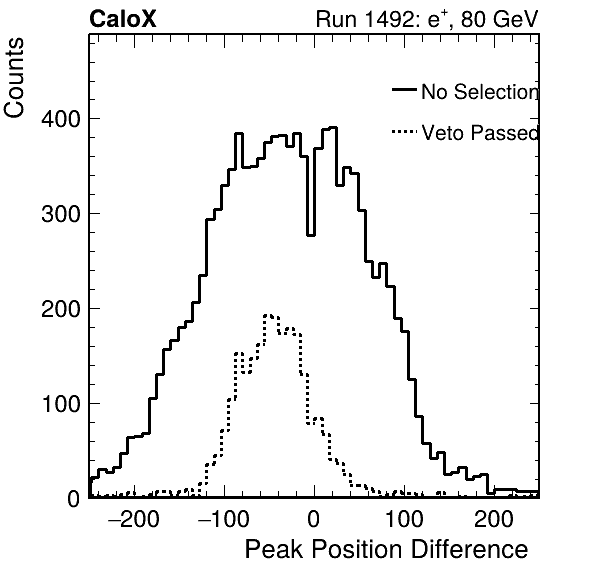 CaloX Run 1492: e⁺, 80 GeV
Counts
No Selection
Veto Passed
400
300
200
100
0
−200 −100 0 100 200
Peak Position Difference